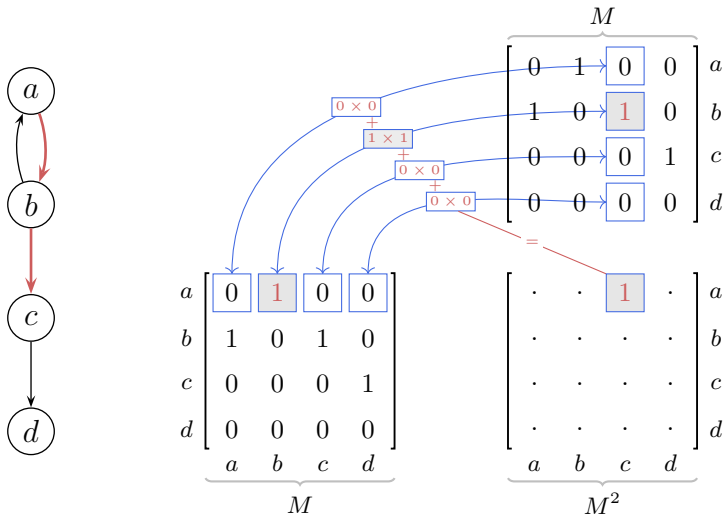 a
b
c
d
M
0 1 0 0 a
1 0 1 0 b
0 0 0 1 c
0 0 0 0 d
0 × 0
+
1 × 1
+
0 × 0
+
0 × 0
=
a 0 1 0 0
b 1 0 1 0
c 0 0 0 1
d 0 0 0 0
a b c d
M
· · 1 · a
· · · · b
· · · · c
· · · · d
a b c d
M²